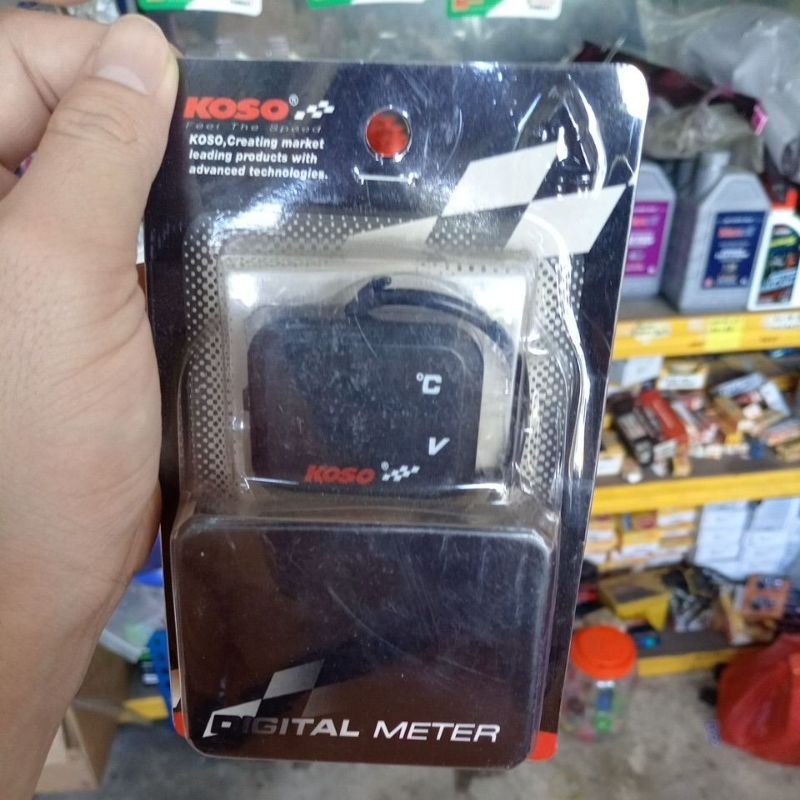 KOSO®
Feel The Speed
KOSO,Creating market
leading products with
advanced technologies.
°C
V
KOSO®
DIGITAL METER